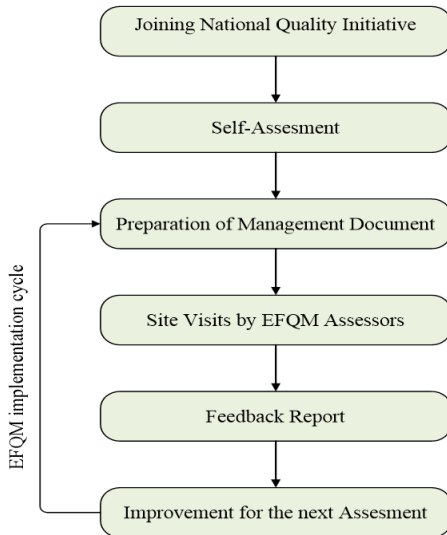 Joining National Quality Initiative
Self-Assesment
Preparation of Management Document
Site Visits by EFQM Assessors
Feedback Report
Improvement for the next Assesment
EFQM implementation cycle